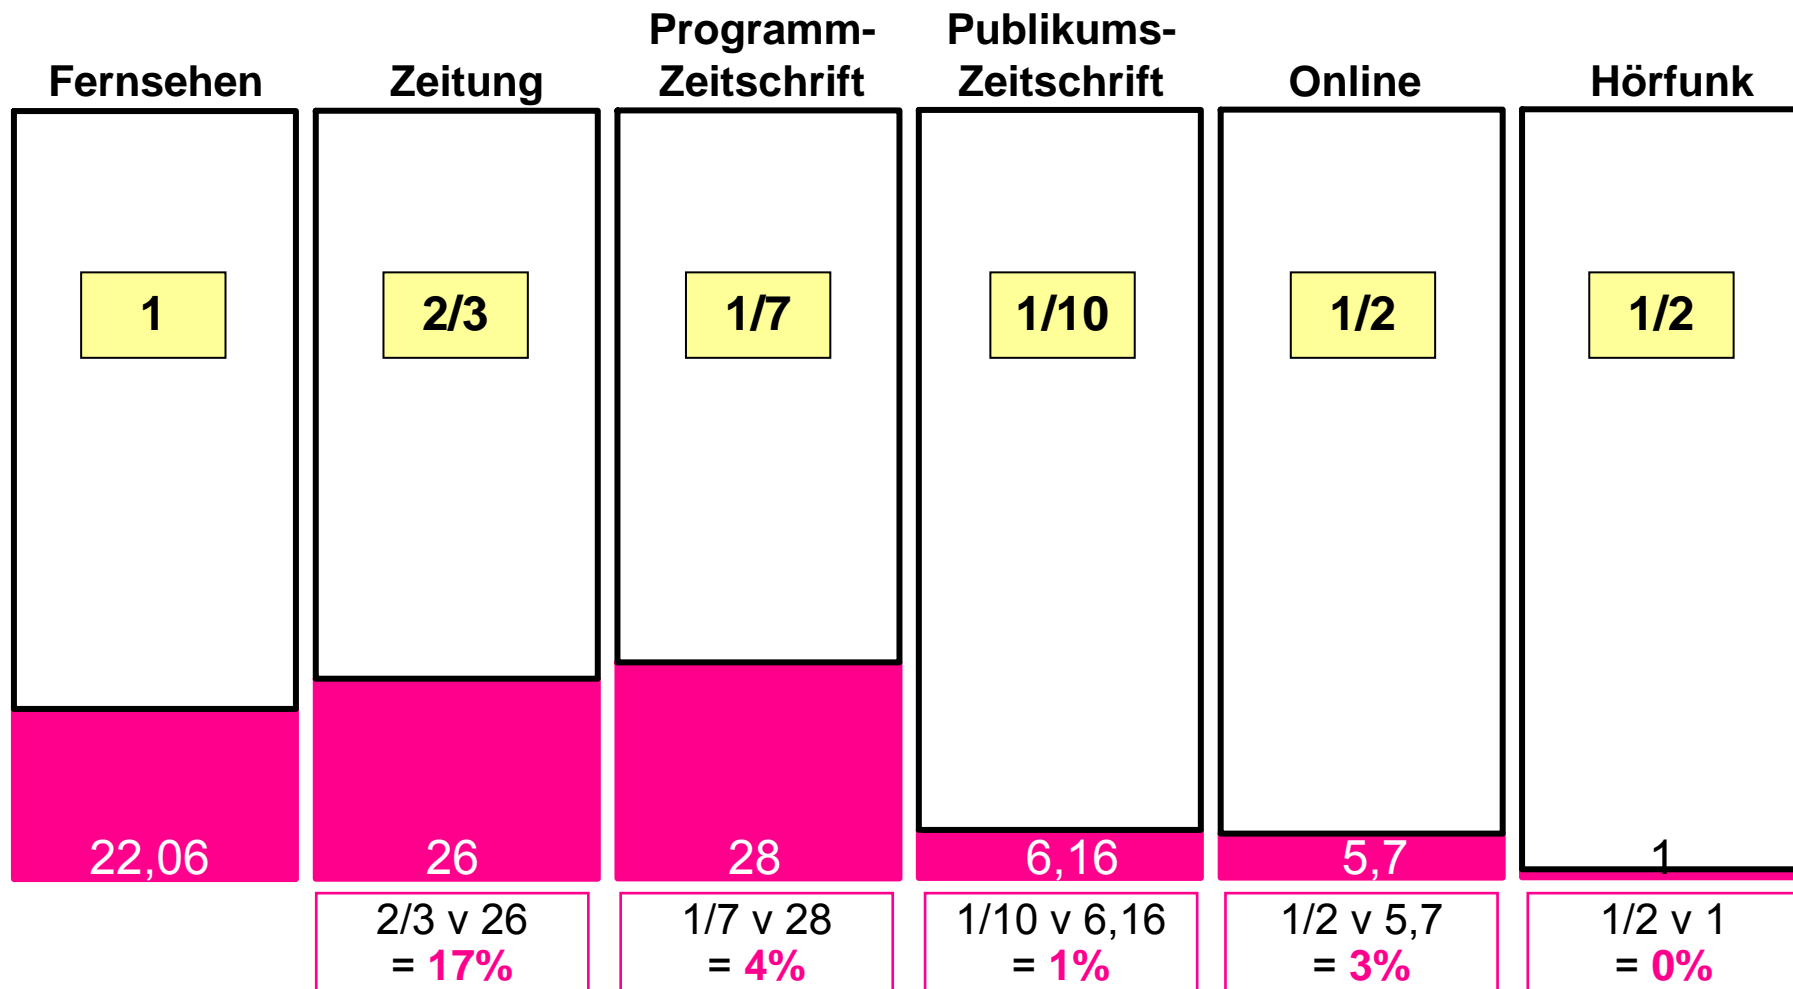 Fernsehen
Zeitung
Programm-
Zeitschrift
Publikums-
Zeitschrift
Online
Hörfunk
1
2/3
1/7
1/10
1/2
1/2
22,06
26
28
6,16
5,7
1
2/3 v 26
= 17%
1/7 v 28
= 4%
1/10 v 6,16
= 1%
1/2 v 5,7
= 3%
1/2 v 1
= 0%